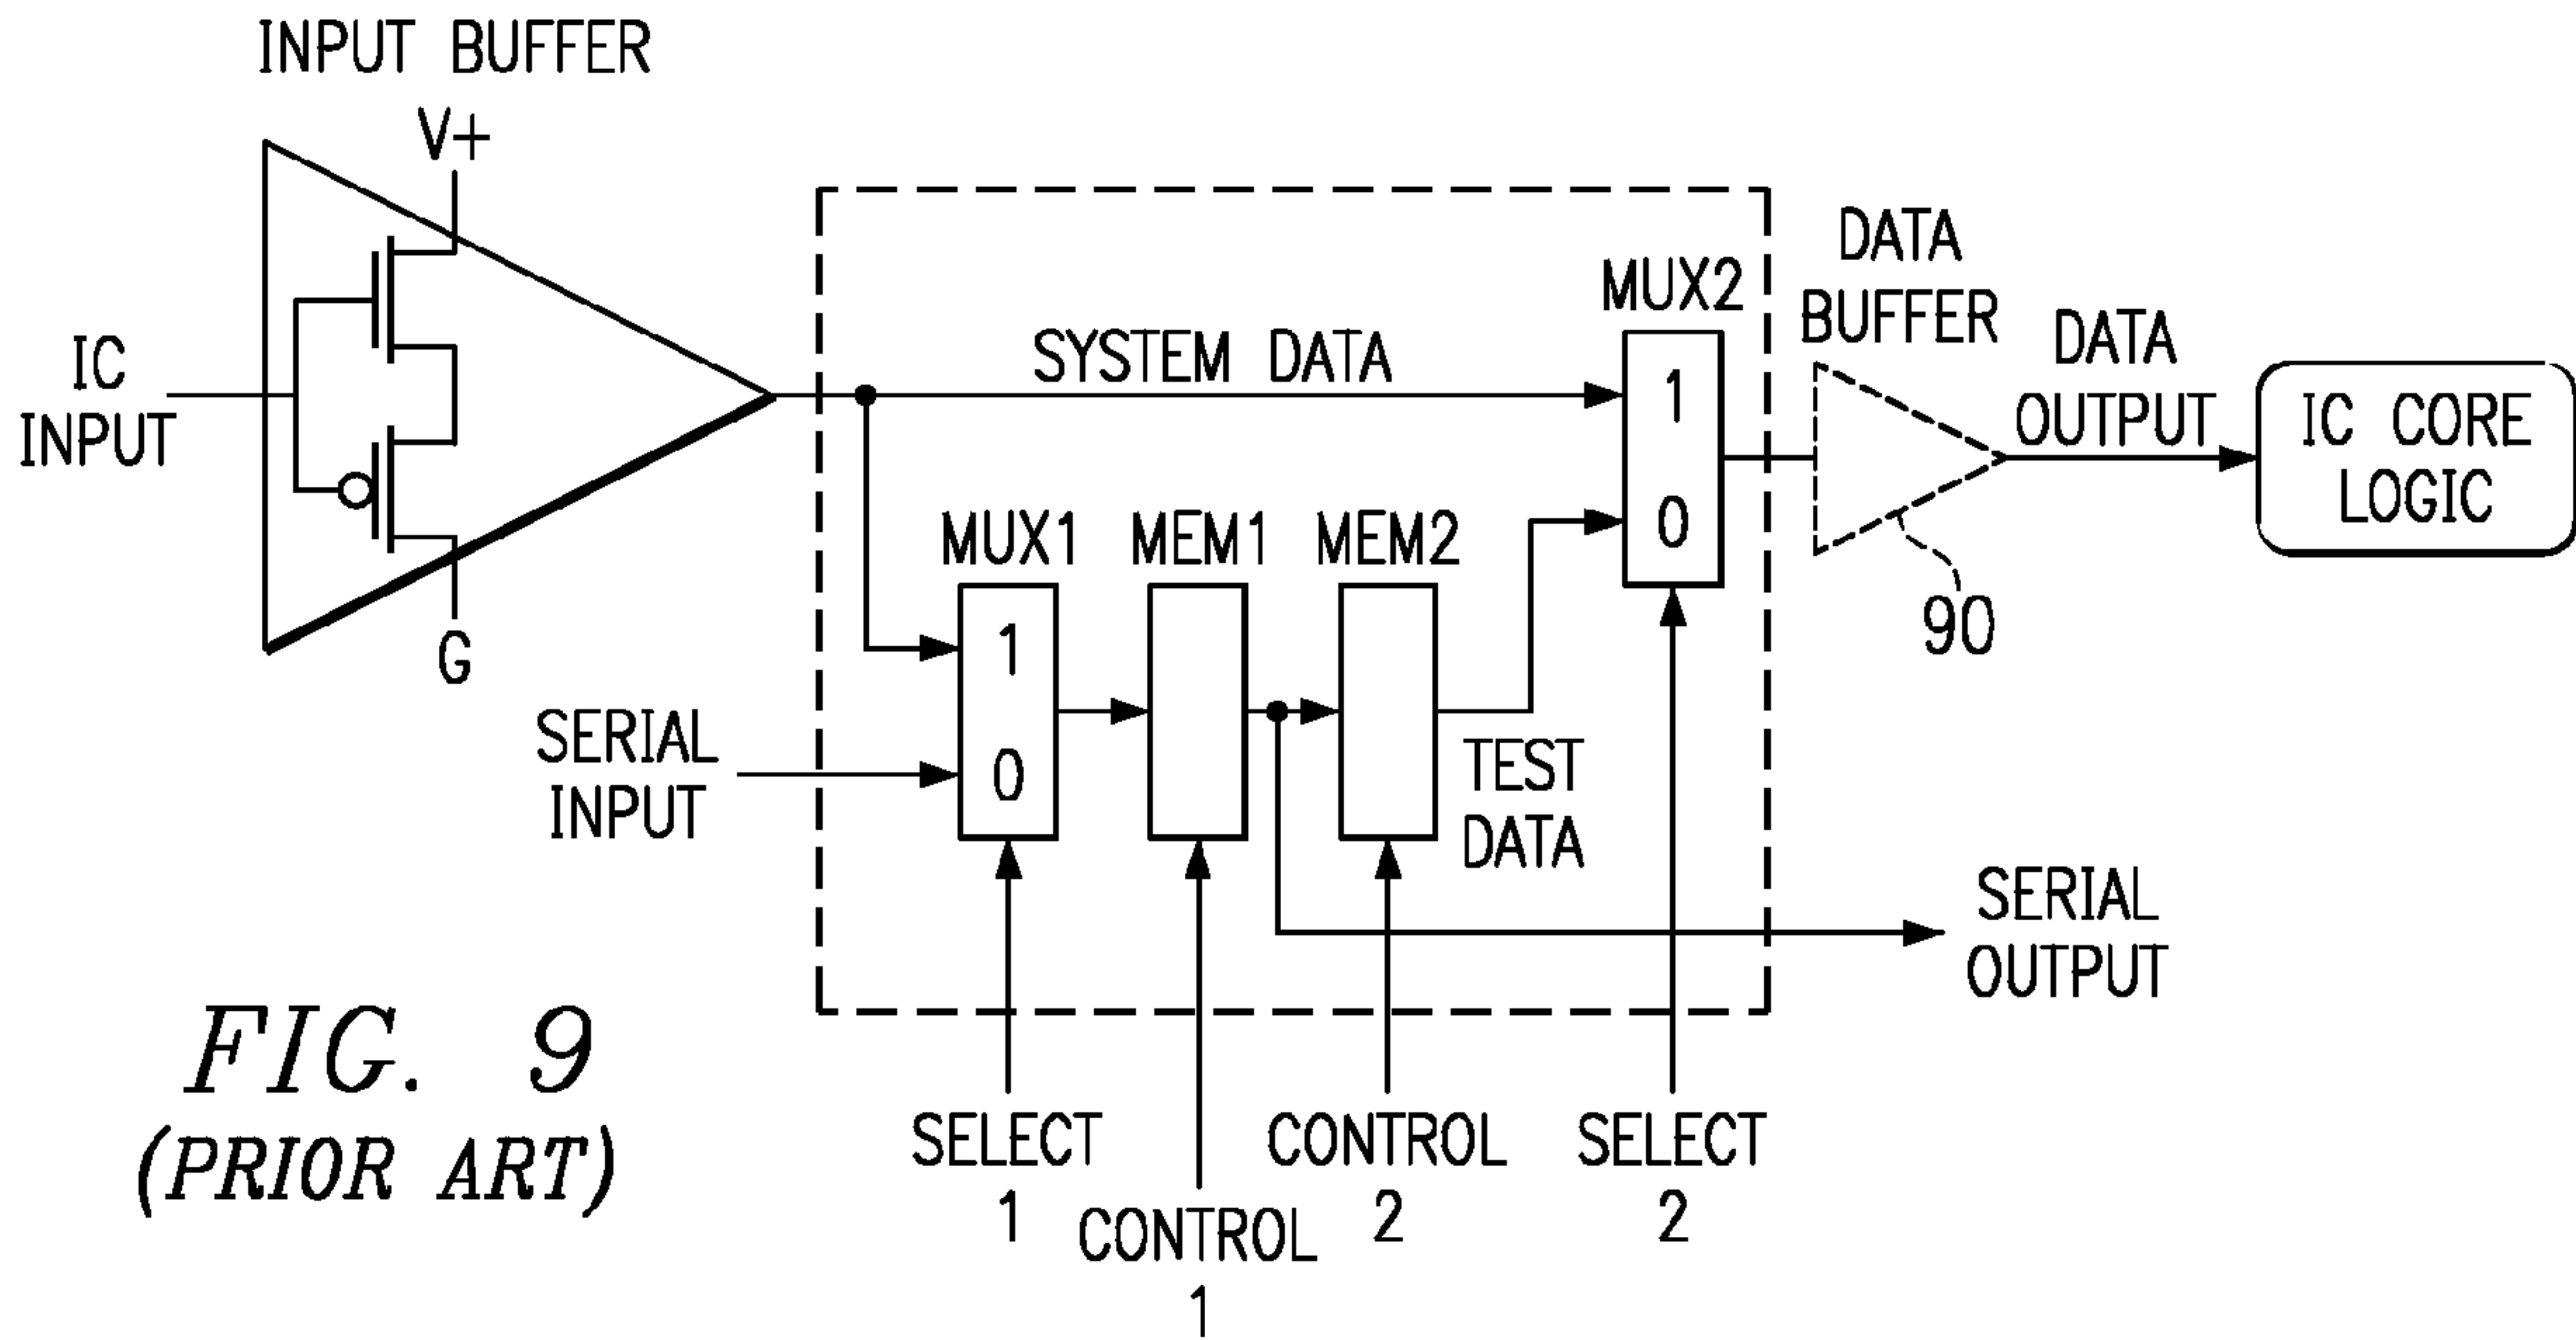 INPUT BUFFER
V+
IC
INPUT
G
SYSTEM DATA
MUX2
1
0
DATA
BUFFER
90
DATA
OUTPUT
IC CORE
LOGIC
MUX1
1
0
MEM1
MEM2
SERIAL
INPUT
TEST
DATA
SERIAL
OUTPUT
SELECT
1
CONTROL
1
CONTROL
2
SELECT
2
FIG. 9
(PRIOR ART)